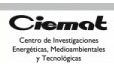 Ciemat
Centro de Investigaciones
Energéticas, Medioambientales
y Tecnológicas